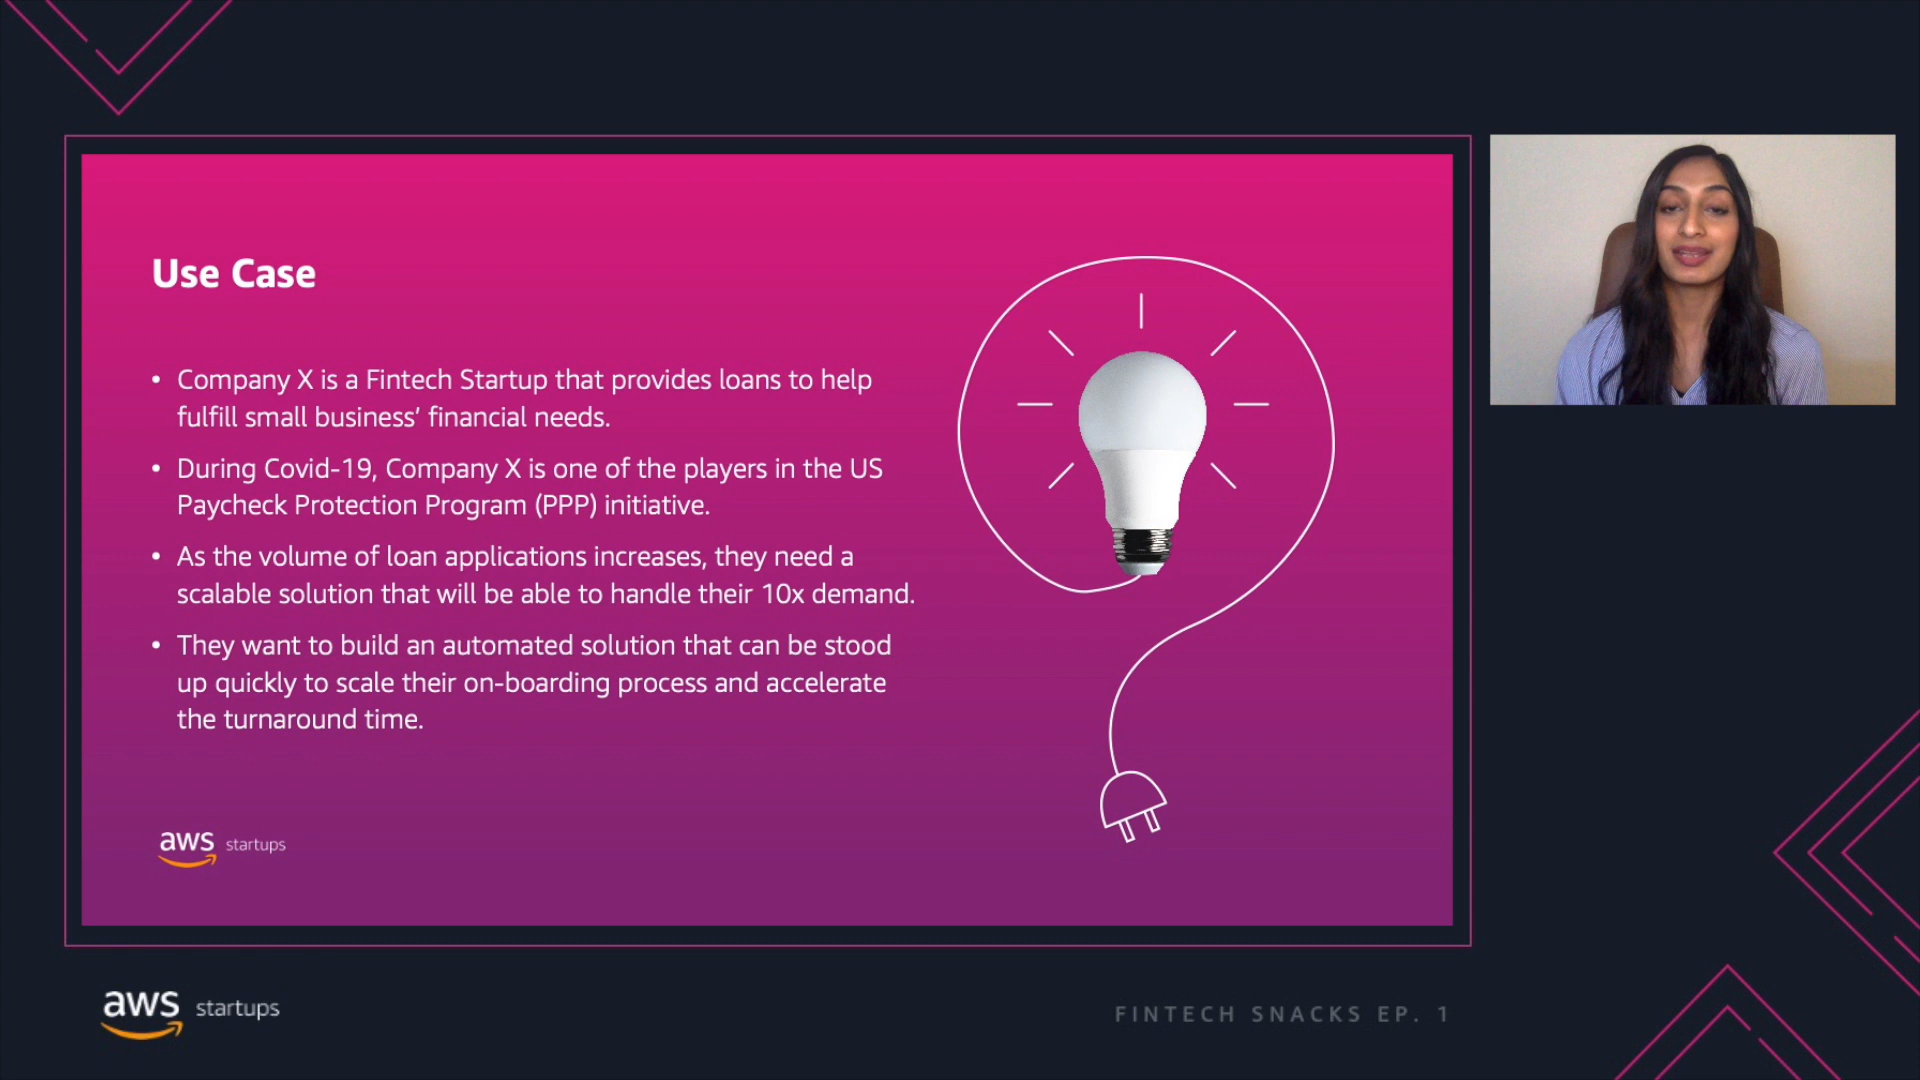 Use Case
• Company X is a Fintech Startup that provides loans to help
fulfill small business’ financial needs.
• During Covid-19, Company X is one of the players in the US
Paycheck Protection Program (PPP) initiative.
• As the volume of loan applications increases, they need a
scalable solution that will be able to handle their 10x demand.
• They want to build an automated solution that can be stood
up quickly to scale their on-boarding process and accelerate
the turnaround time.
aws startups
aws startups
FINTECH SNACKS EP. 1